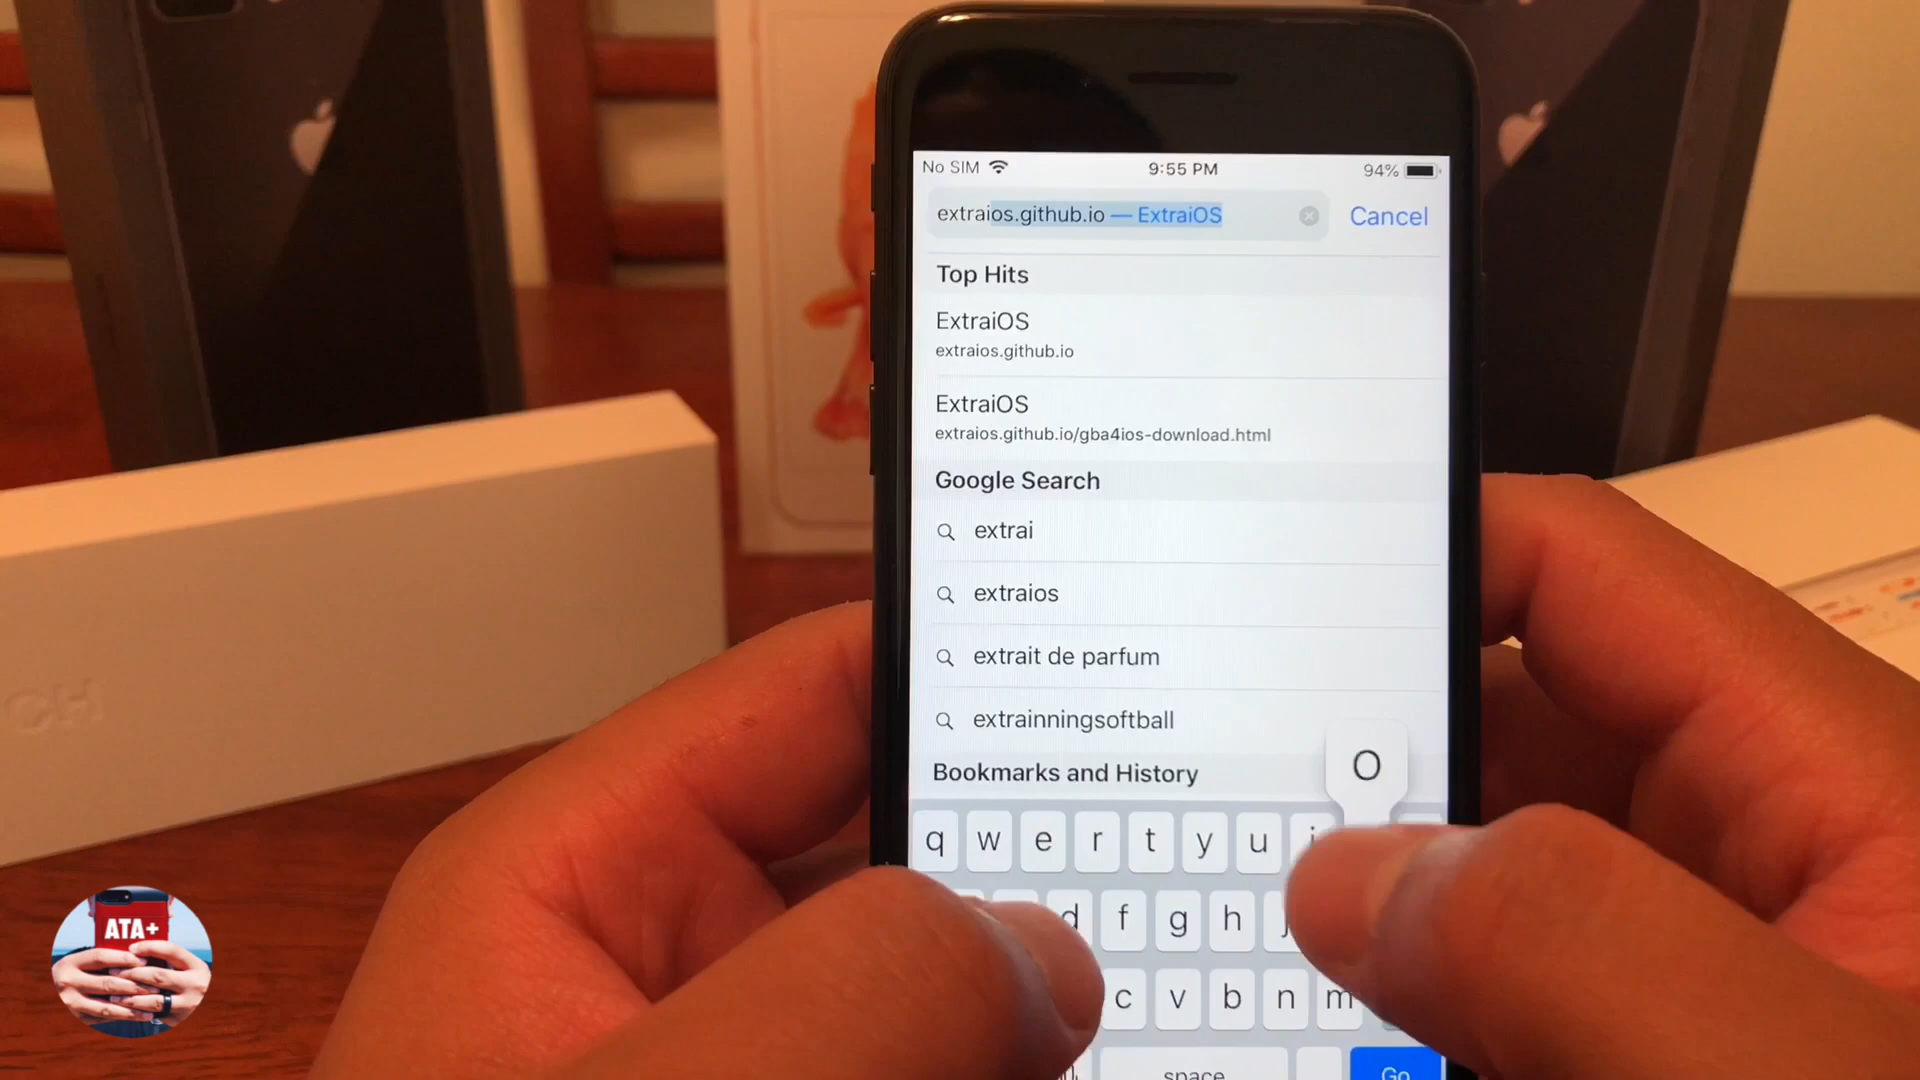 No SIM 9:55 PM 94%
extraios.github.io — ExtraiOS Cancel
Top Hits
ExtraiOS
extraios.github.io
ExtraiOS
extraios.github.io/gba4ios-download.html
Google Search
extrai
extraios
extrait de parfum
extrainningsoftball
Bookmarks and History
O
q w e r t y u i
d f g h j
c v b n m
space Go
CH
ATA+